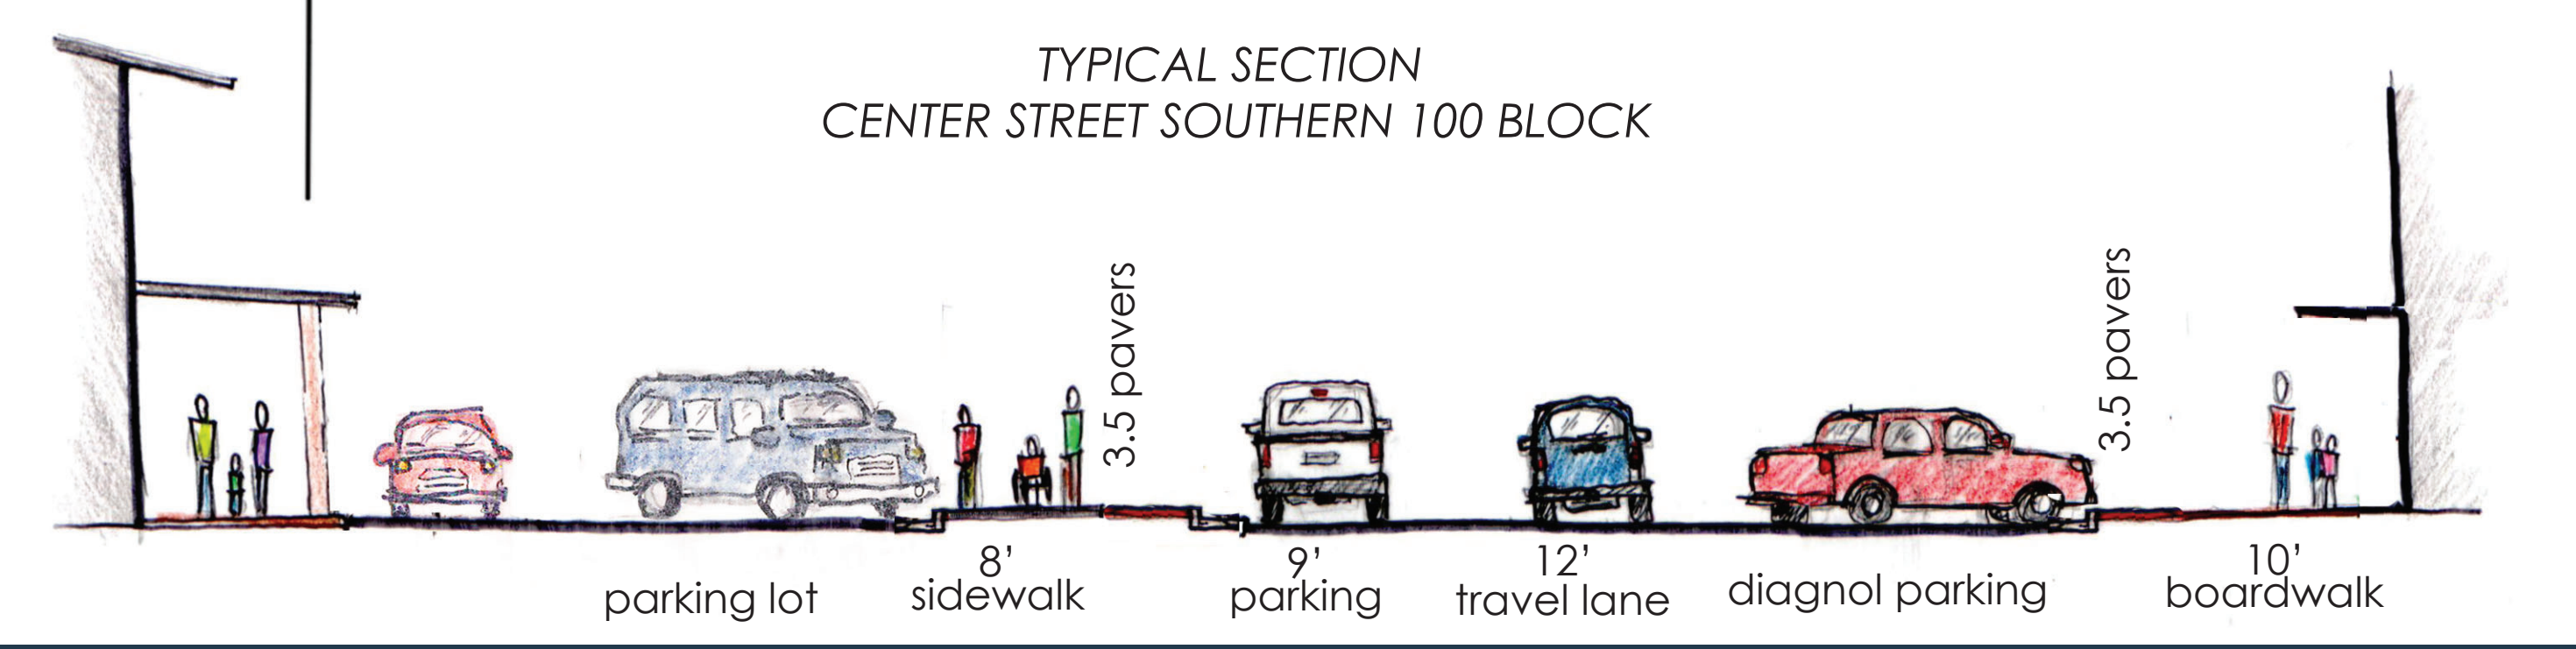 TYPICAL SECTION
CENTER STREET SOUTHERN 100 BLOCK
3.5 pavers
3.5 pavers
parking lot
8’
sidewalk
9’
parking
12’
travel lane
diagnol parking
10’
boardwalk